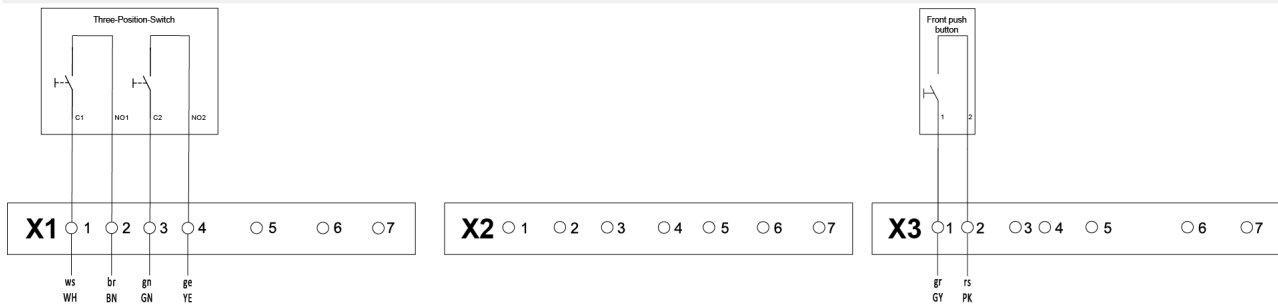 Three-Position-Switch
C1 NO1 C2 NO2
Front push
button
1 2
X1 1 2 3 4 5 6 7
X2 1 2 3 4 5 6 7
X3 1 2 3 4 5 6 7
ws br gn ge
WH BN GN YE
gr rs
GY PK